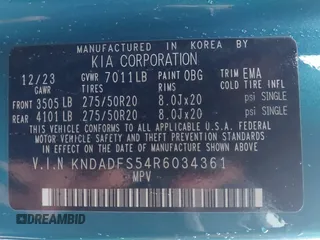 MANUFACTURED IN KOREA BY
KIA CORPORATION
12/23 GVWR 7011LB PAINT 0BG TRIM EMA
GAWR TIRES RIMS COLD TIRE INFLATION
FRONT 3505LB 275/50R20 8.0JX20 psi SINGLE
REAR 4101LB 275/50R20 8.0JX20 psi SINGLE
THIS VEHICLE CONFORMS TO ALL APPLICABLE FEDERAL
MOTOR VEHICLE SAFETY AND THEFT PREVENTION STANDARDS
IN EFFECT ON THE DATE OF MANUFACTURE SHOWN ABOVE.
V.I.N KNDADFS54R6034361
MPV
DREAMBID